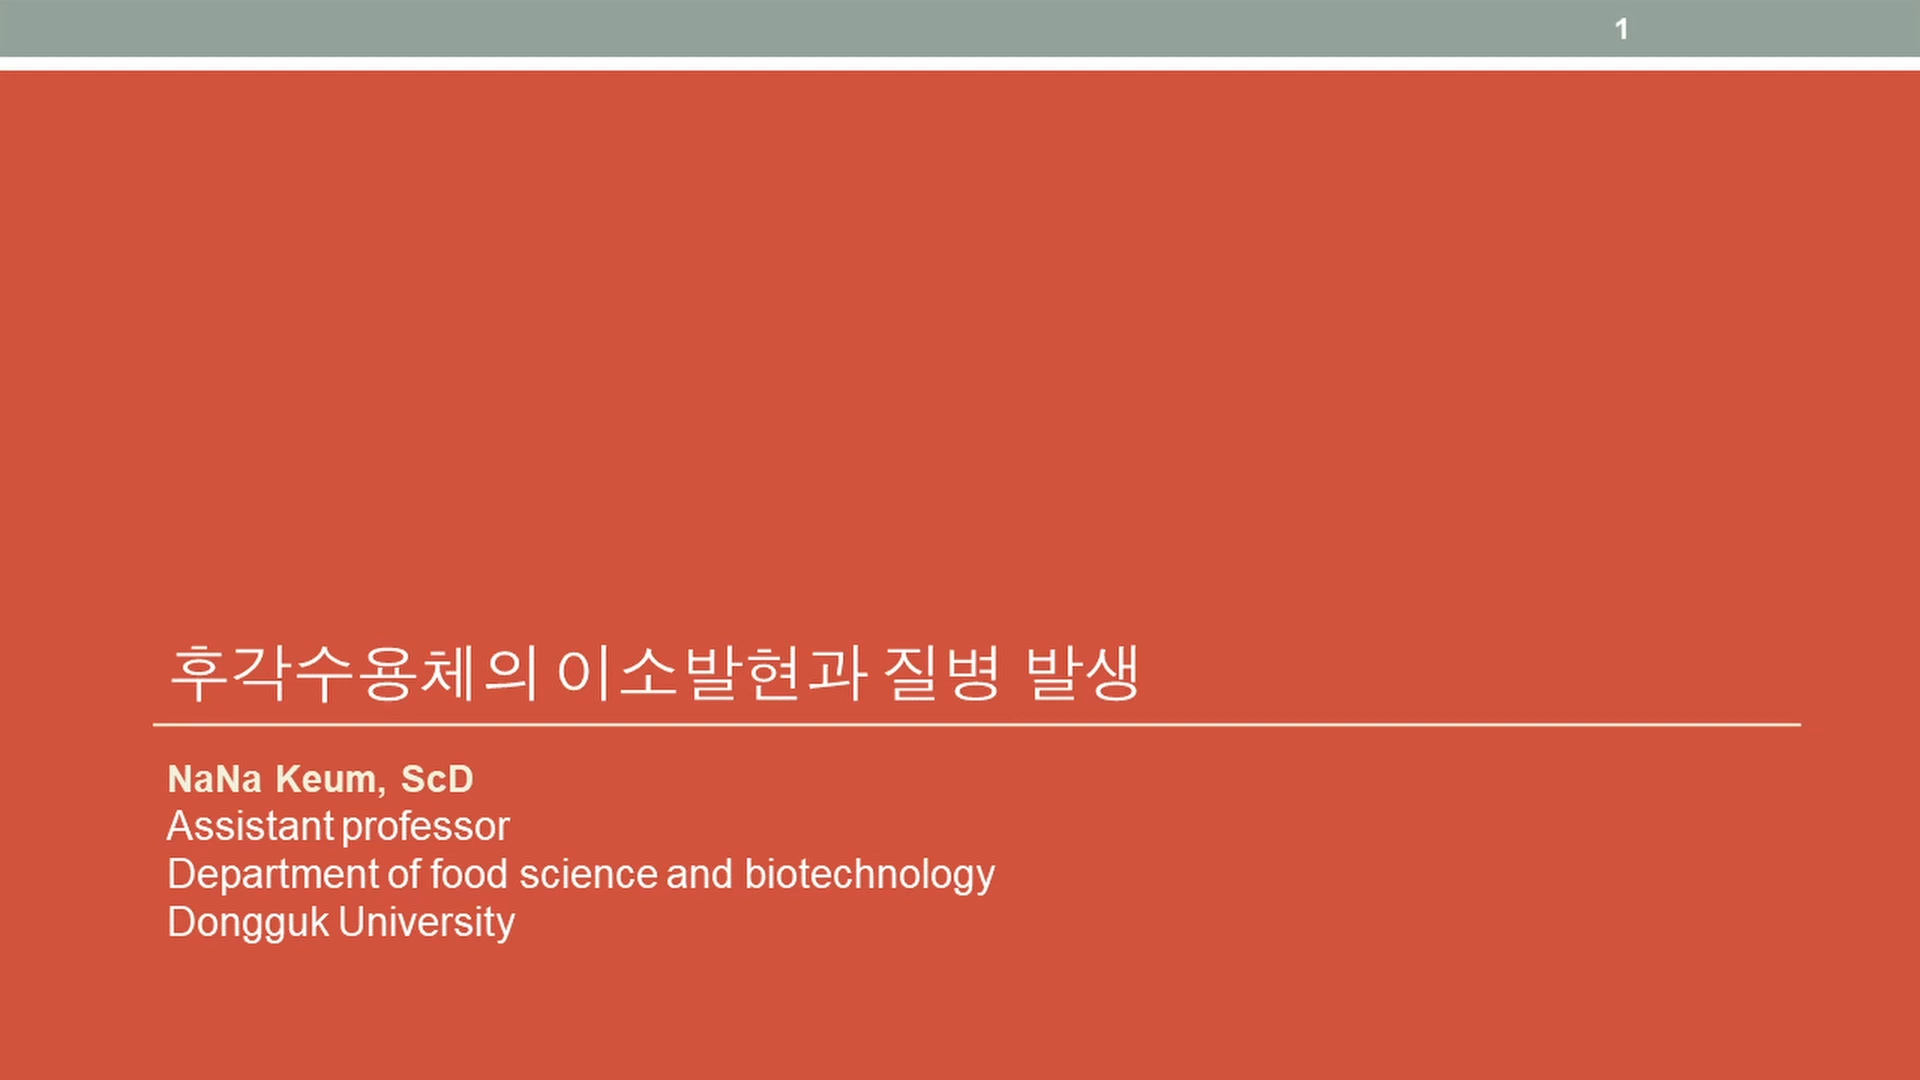 1
후각수용체의 이소발현과 질병 발생
NaNa Keum, ScD
Assistant professor
Department of food science and biotechnology
Dongguk University